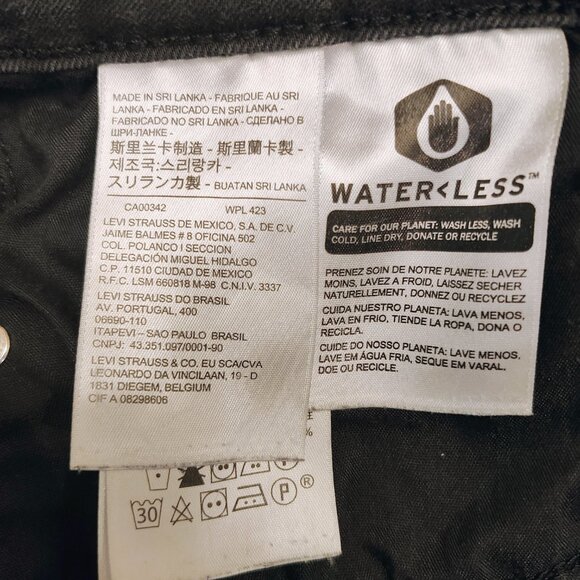 MADE IN SRI LANKA - FABRIQUE AU SRI
LANKA - FABRICADO EN SRI LANKA -
FABRICADO NO SRI LANKA - СДЕЛАНО В
ШРИ-ЛАНКЕ -
斯里兰卡制造 - 斯里蘭卡製 -
제조국:스리랑카 -
スリランカ製 - BUATAN SRI LANKA
CA00342 WPL 423
LEVI STRAUSS DE MEXICO, S.A. DE C.V.
JAIME BALMES # 8 OFICINA 502
COL. POLANCO I SECCION
DELEGACIÓN MIGUEL HIDALGO
C.P. 11510 CIUDAD DE MEXICO
R.F.C. LSM 660818 M-98 C.N.I.V. 3337
LEVI STRAUSS DO BRASIL
AV. PORTUGAL, 400
06690-110
ITAPEVI – SAO PAULO BRASIL
CNPJ: 43.351.097/0001-90
LEVI STRAUSS & CO. EU SCA/CVA
LEONARDO DA VINCILAAN, 19 - D
1831 DIEGEM, BELGIUM
CIF A 08298606
WATER<LESS™
CARE FOR OUR PLANET: WASH LESS, WASH
COLD, LINE DRY, DONATE OR RECYCLE
PRENEZ SOIN DE NOTRE PLANETE: LAVEZ
MOINS, LAVEZ A FROID, LAISSEZ SECHER
NATURELLEMENT, DONNEZ OU RECYCLEZ
CUIDA NUESTRO PLANETA: LAVA MENOS,
LAVA EN FRIO, TIENDE LA ROPA, DONA O
RECICLA.
CUIDE DO NOSSO PLANETA: LAVE MENOS,
LAVE EM ÁGUA FRIA, SEQUE EM VARAL.
DOE OU RECICLE.
%
P
30 P ®